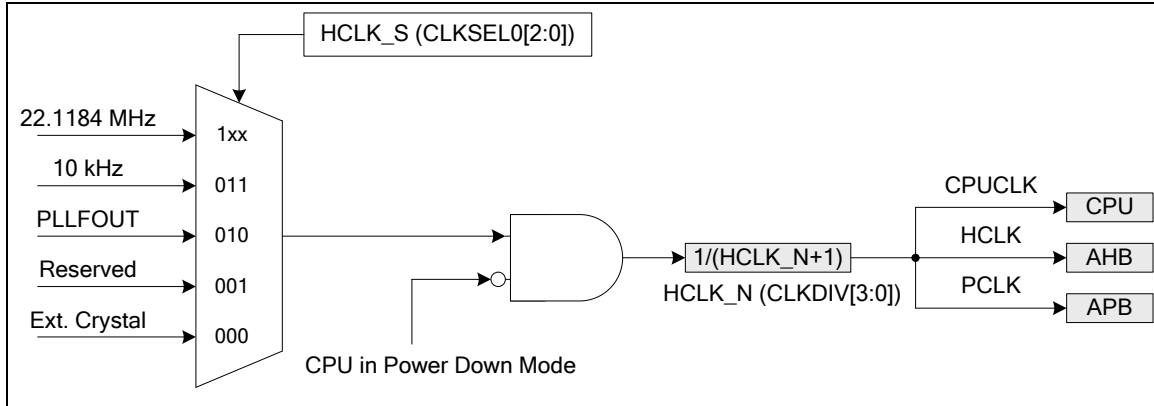 HCLK_S (CLKSEL0[2:0])
22.1184 MHz
1xx
10 kHz
011
PLLFOUT
010
Reserved
001
Ext. Crystal
000
CPU in Power Down Mode
1/(HCLK_N+1)
HCLK_N (CLKDIV[3:0])
CPUCLK
CPU
HCLK
AHB
PCLK
APB